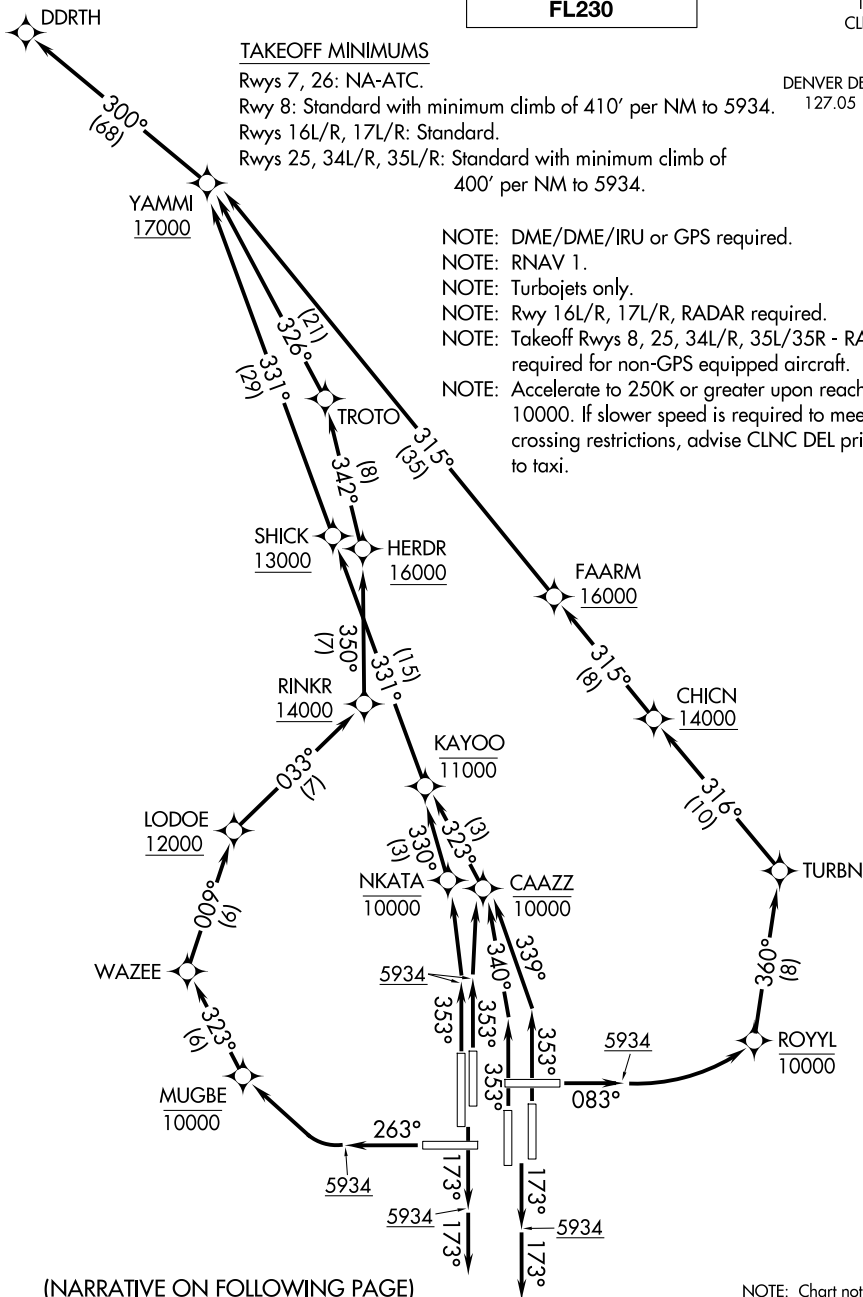 DDRTH
FL230
CL
TAKEOFF MINIMUMS
Rwys 7, 26: NA-ATC.
Rwy 8: Standard with minimum climb of 410' per NM to 5934.
Rwys 16L/R, 17L/R: Standard.
Rwys 25, 34L/R, 35L/R: Standard with minimum climb of
400' per NM to 5934.
DENVER DE
127.05
300°
(68)
YAMMI
17000
NOTE: DME/DME/IRU or GPS required.
NOTE: RNAV 1.
NOTE: Turbojets only.
NOTE: Rwy 16L/R, 17L/R, RADAR required.
NOTE: Takeoff Rwys 8, 25, 34L/R, 35L/35R - RA
required for non-GPS equipped aircraft.
NOTE: Accelerate to 250K or greater upon reach
10000. If slower speed is required to mee
crossing restrictions, advise CLNC DEL pri
to taxi.
(21)
326°
331°
(29)
TROTO
315°
(35)
(8)
342°
SHICK
13000
HERDR
16000
FAARM
16000
350°
(7)
(15)
331°
315°
(8)
RINKR
14000
CHICN
14000
033°
(7)
KAYOO
11000
316°
(10)
LODOE
12000
(3)
323°
330°
(3)
NKATA
10000
CAAZZ
10000
TURBN
009°
(9)
340°
339°
360°
(8)
WAZEE
5934
353°
353°
353°
353°
323°
(6)
5934
ROYYL
10000
083°
MUGBE
10000
263°
5934
173°
173°
5934
5934
173°
173°
(NARRATIVE ON FOLLOWING PAGE)
NOTE: Chart not